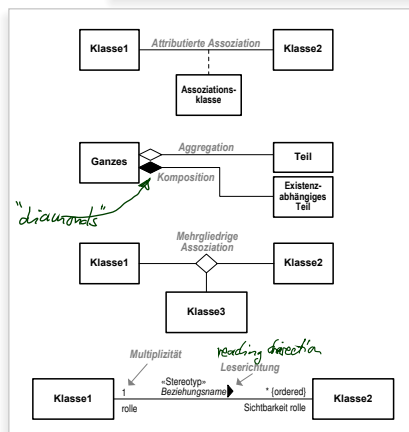 Klasse1 Attributierte Assoziation Klasse2
Assoziations-
klasse
Ganzes Aggregation Teil
Komposition
Existenz-
abhängiges
Teil
"diamonds"
Mehrgliedrige
Assoziation
Klasse1 Klasse2
Klasse3
Multiplizität reading direction
Leserichtung
Klasse1 1 «Stereotyp» * {ordered} Klasse2
Beziehungsname
rolle Sichtbarkeit rolle